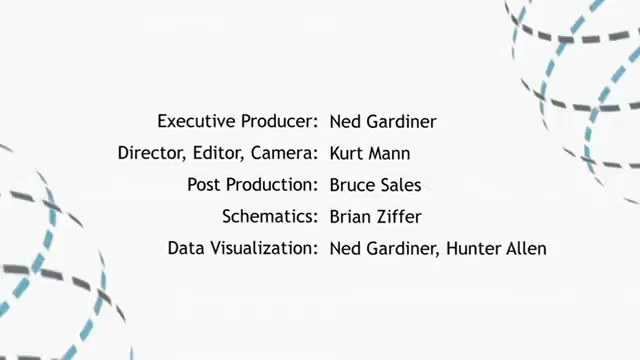 Executive Producer: Ned Gardiner
Director, Editor, Camera: Kurt Mann
Post Production: Bruce Sales
Schematics: Brian Ziffer
Data Visualization: Ned Gardiner, Hunter Allen